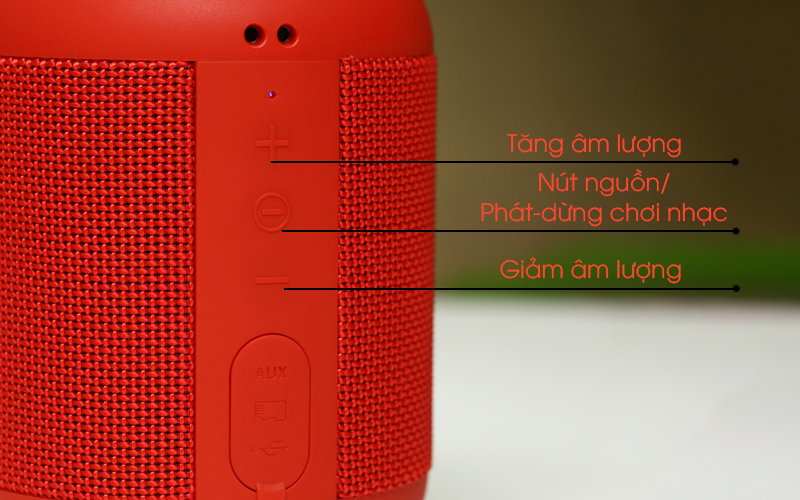 Tăng âm lượng
Nút nguồn/
Phát-dừng chơi nhạc
Giảm âm lượng
AUX